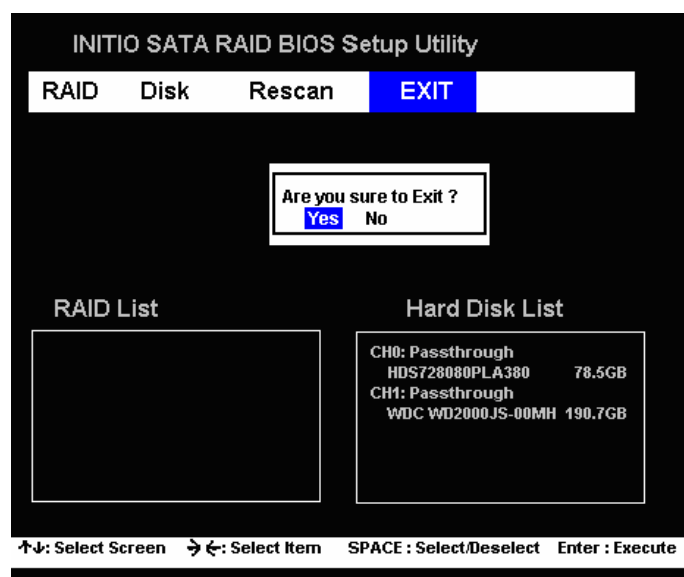 INITIO SATA RAID BIOS Setup Utility
RAID Disk Rescan EXIT
Are you sure to Exit ?
Yes No
RAID List
Hard Disk List
CH0: Passthrough
HDS728080PLA380 78.5GB
CH1: Passthrough
WDC WD2000JS-00MH 190.7GB
↑↓: Select Screen →←: Select Item SPACE : Select/Deselect Enter : Execute